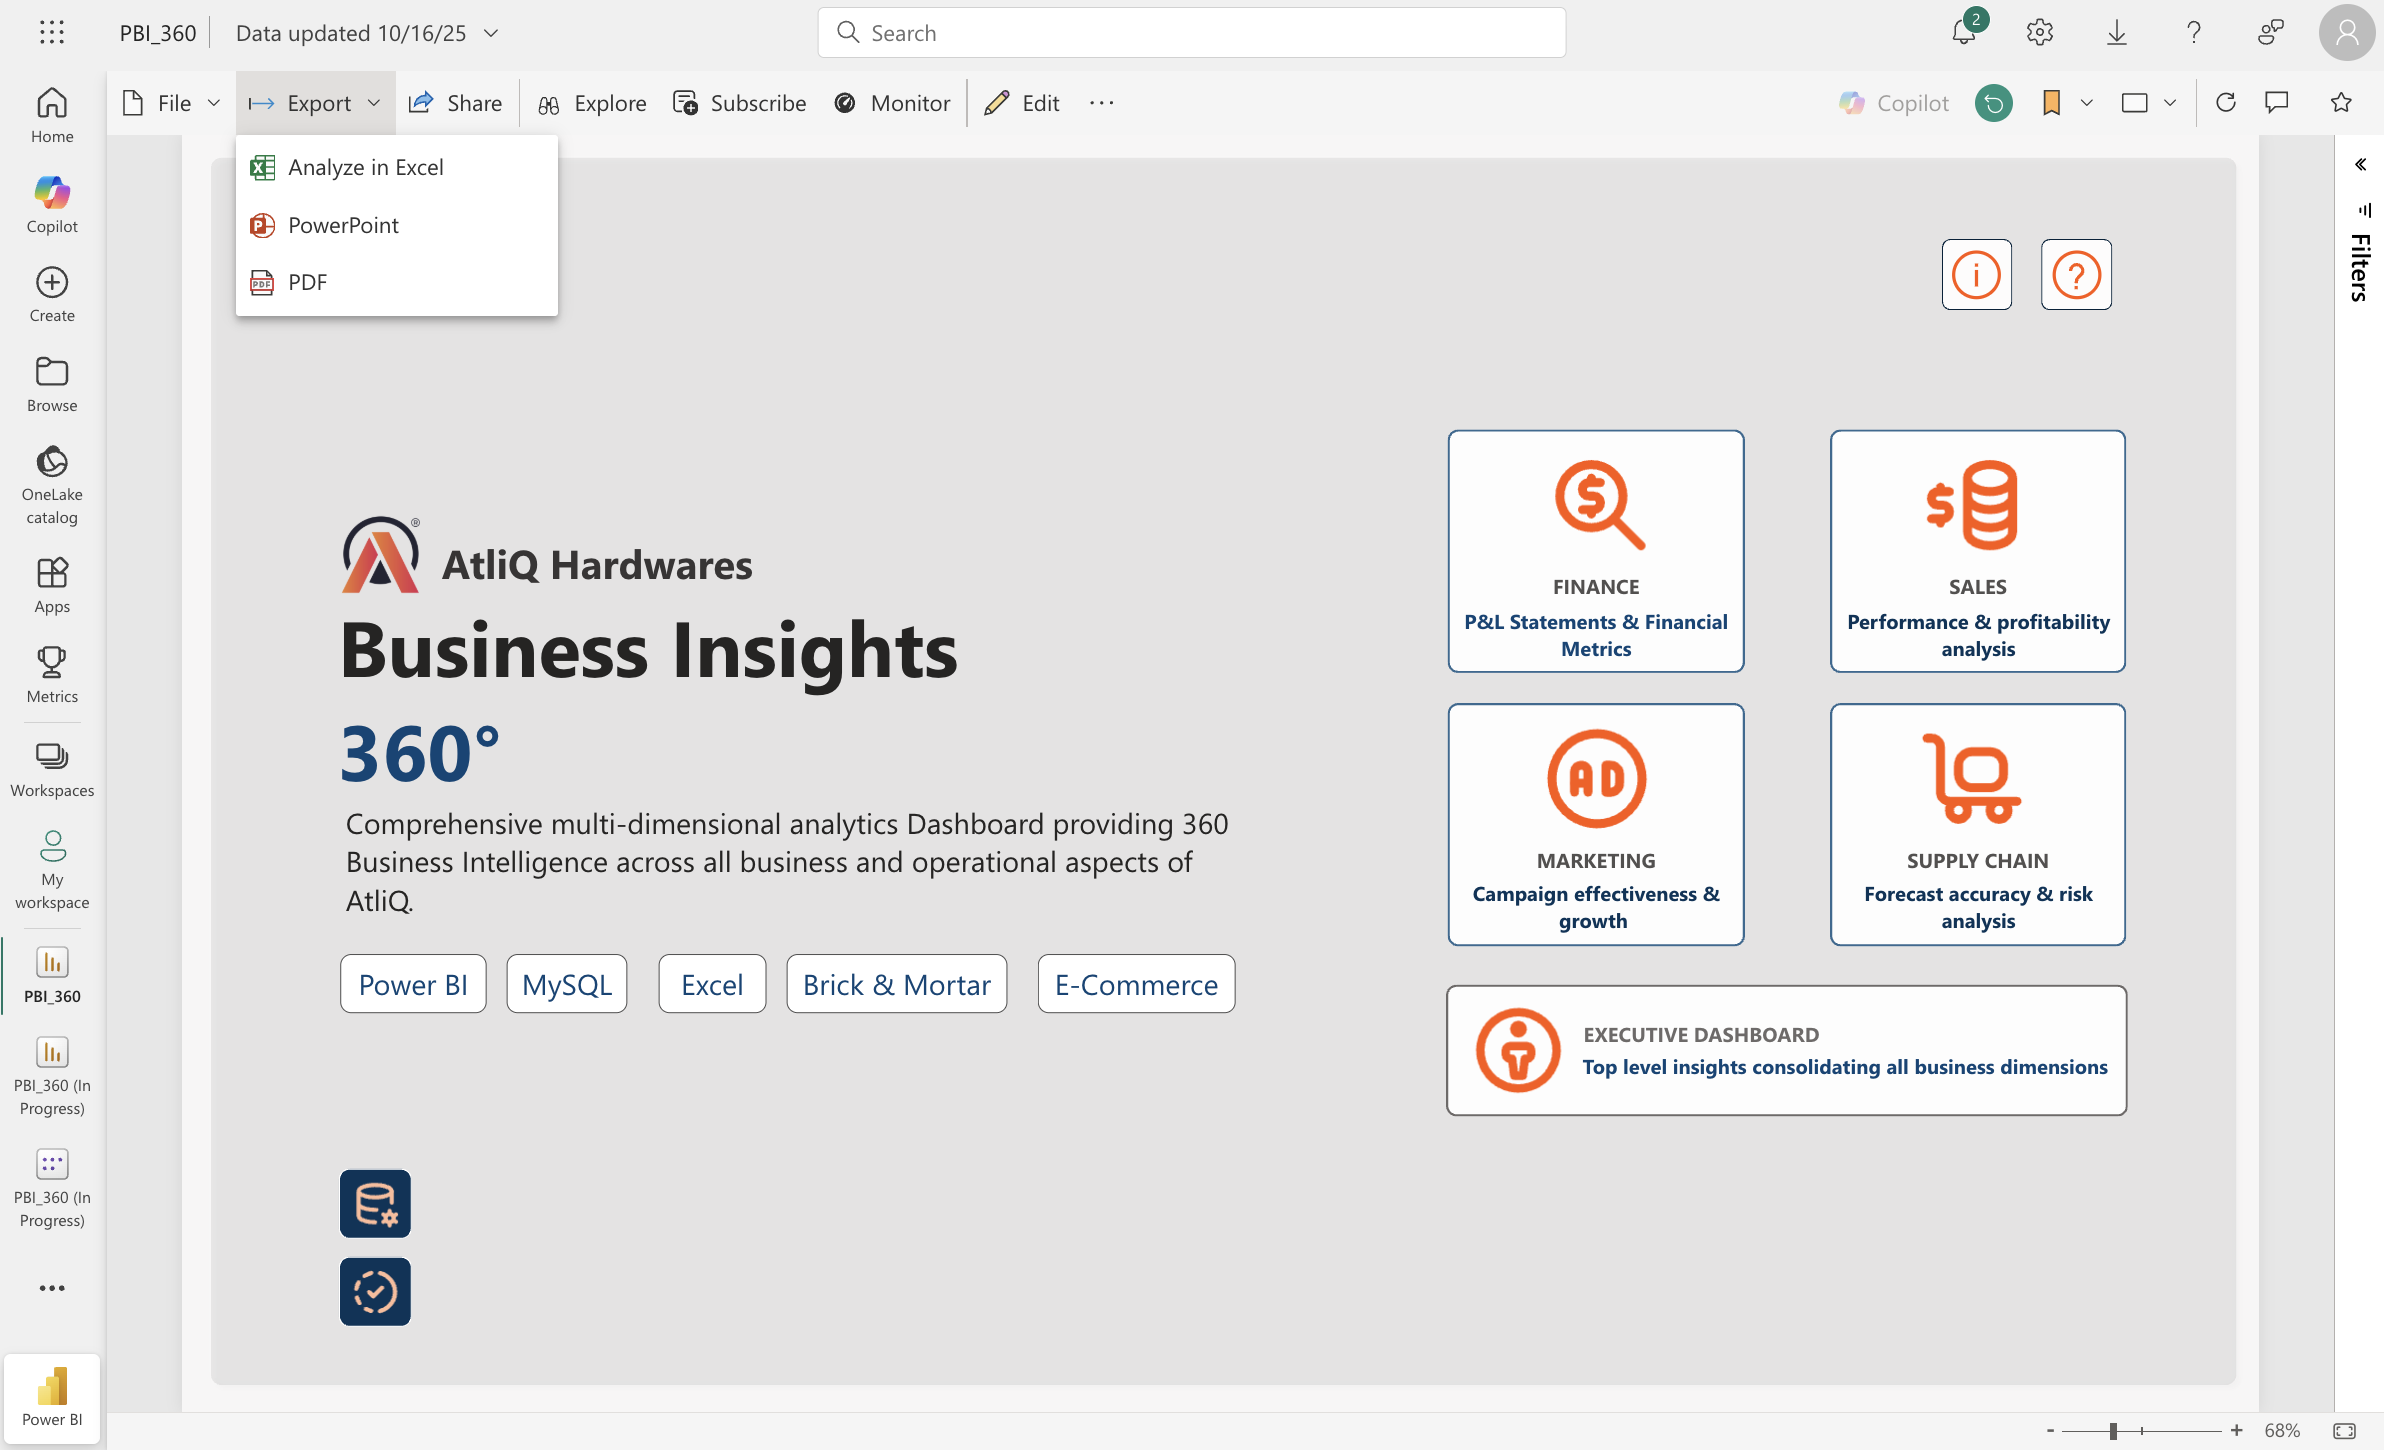 PBI_360
Data updated 10/16/25
Search
2
File
Export
Share
Explore
Subscribe
Monitor
Edit
Copilot
Analyze in Excel
PowerPoint
PDF
Home
Copilot
Create
Browse
OneLake
catalog
Apps
Metrics
Workspaces
My
workspace
PBI_360
PBI_360 (In
Progress)
PBI_360 (In
Progress)
Power BI
Filters
AtliQ Hardwares
Business Insights
360°
Comprehensive multi-dimensional analytics Dashboard providing 360
Business Intelligence across all business and operational aspects of
AtliQ.
Power BI
MySQL
Excel
Brick & Mortar
E-Commerce
FINANCE
P&L Statements & Financial
Metrics
SALES
Performance & profitability
analysis
AD
MARKETING
Campaign effectiveness &
growth
SUPPLY CHAIN
Forecast accuracy & risk
analysis
EXECUTIVE DASHBOARD
Top level insights consolidating all business dimensions
- + 68%